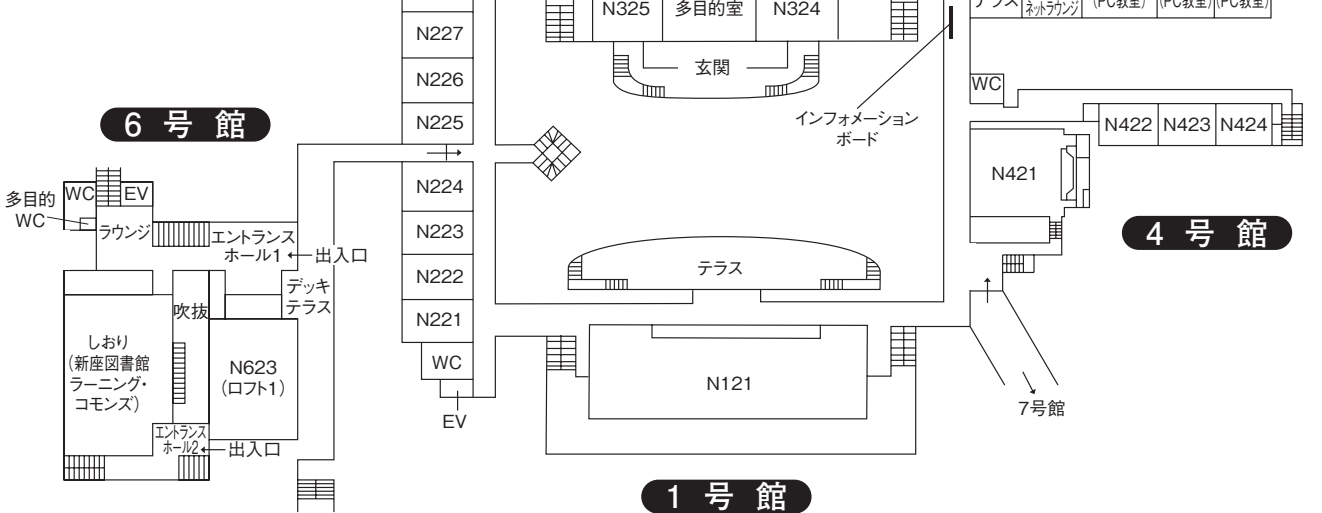 N325
多目的室
N324
テラス
ネットラウンジ
(PC教室)
(PC教室)
(PC教室)
N227
N226
N225
玄関
インフォメーション
ボード
WC
N422
N423
N424
N421
6 号 館
4 号 館
多目的
WC
WC
EV
ラウンジ
エントランス
ホール1
出入口
デッキ
テラス
吹抜
しおり
(新座図書館
ラーニング・
コモンズ)
N623
(ロフト1)
エントランス
ホール2
出入口
N224
N223
N222
N221
WC
EV
テラス
N121
7号館
1 号 館